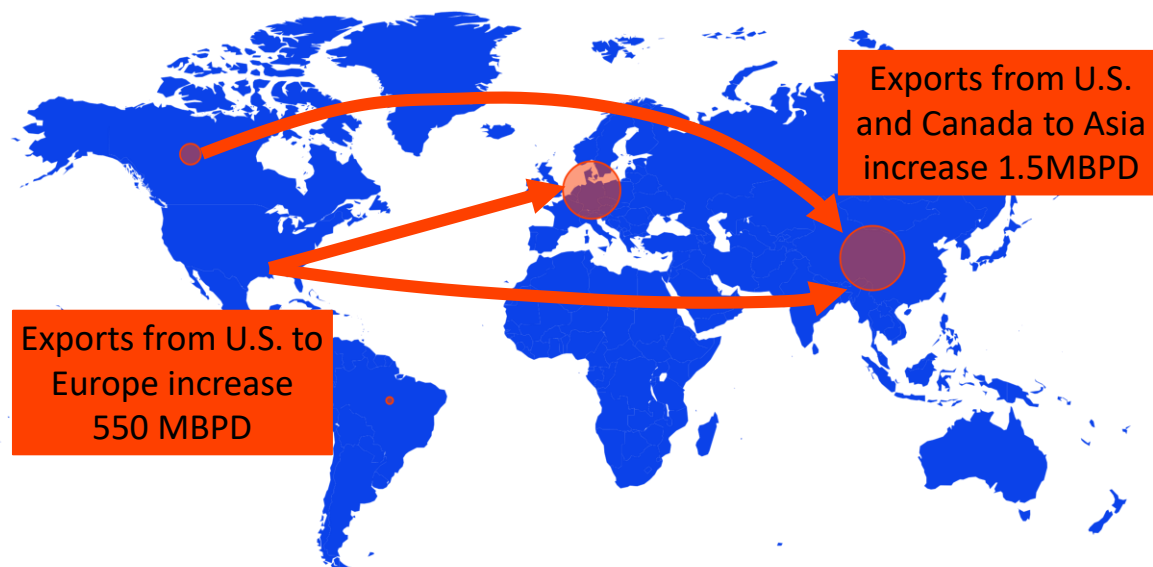 Exports from U.S.
and Canada to Asia
increase 1.5MBPD
Exports from U.S. to
Europe increase
550 MBPD